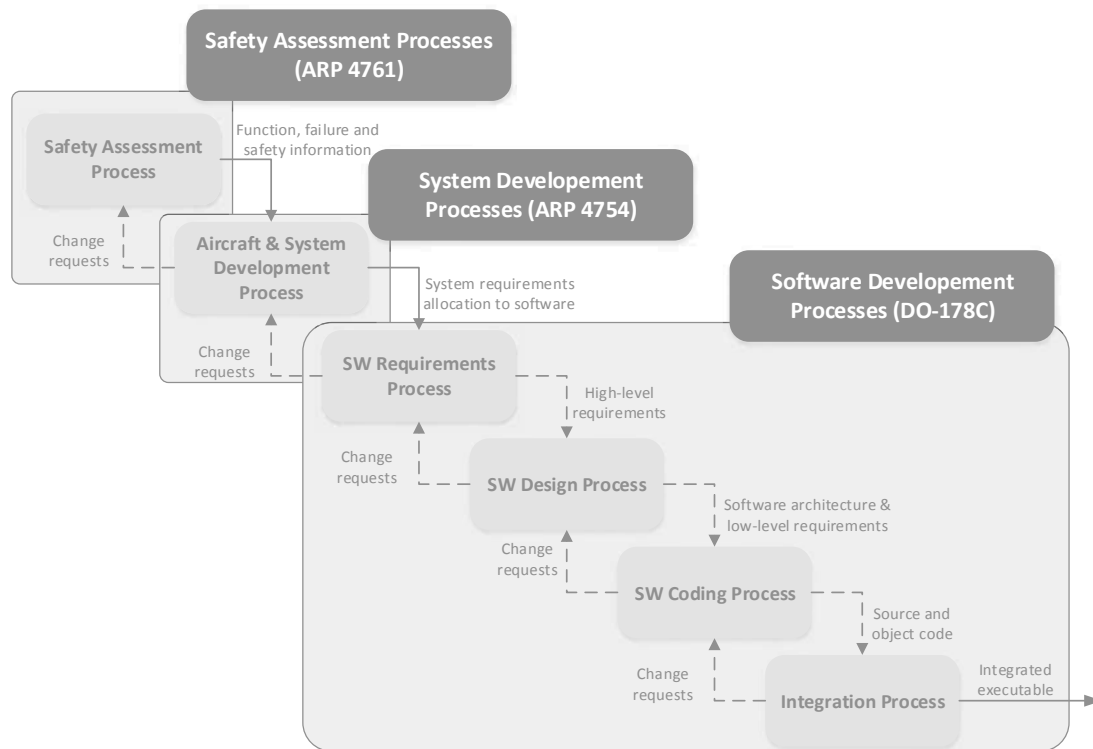 Safety Assessment Processes
(ARP 4761)
Safety Assessment
Process
Function, failure and
safety information
System Developement
Processes (ARP 4754)
Change
requests
Aircraft & System
Development
Process
System requirements
allocation to software
Software Developement
Processes (DO-178C)
Change
requests
SW Requirements
Process
High-level
requirements
Change
requests
SW Design Process
Software architecture &
low-level requirements
Change
requests
SW Coding Process
Source and
object code
Change
requests
Integration Process
Integrated
executable